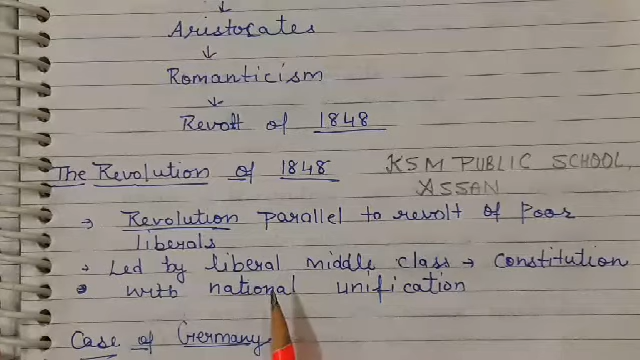 ↓
Aristocates
↓
Romanticism
↓
Revolt of 1848
The Revolution of 1848
KSM PUBLIC SCHOOL,
ASSAN
→ Revolution parallel to revolt of Poor
liberals
→ Led by liberal middle class → Constitution
• with national unification
Case of Germany